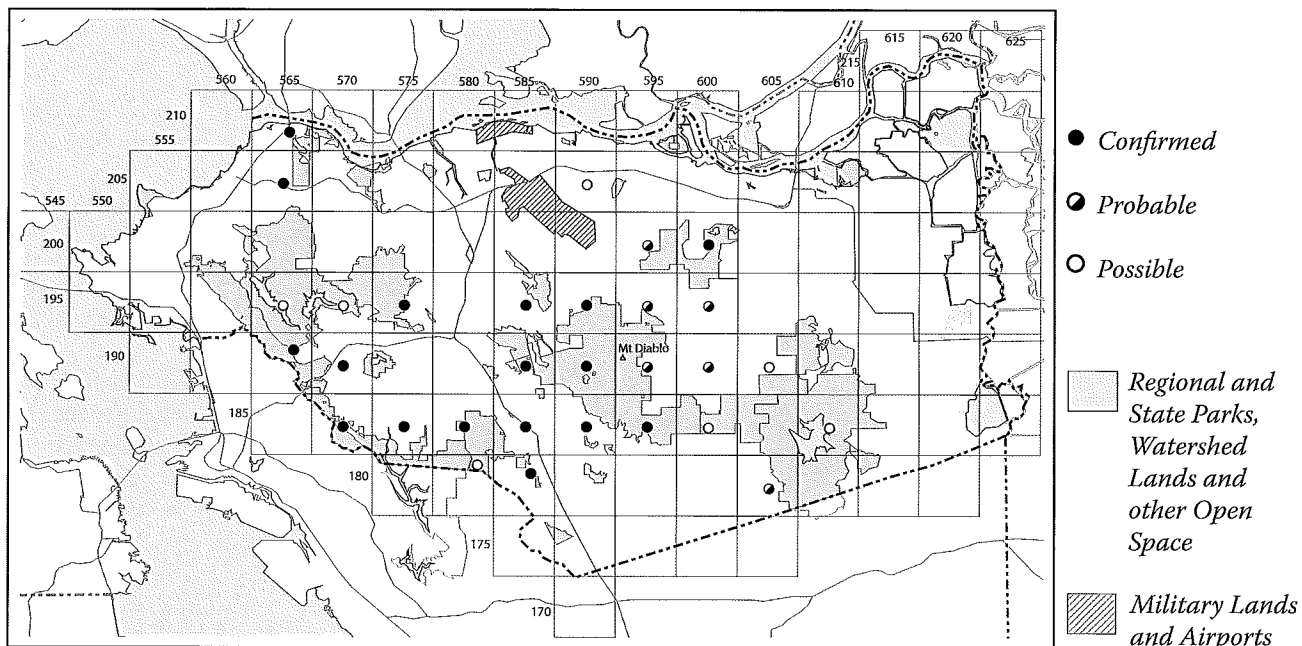 615
620
625
215
610
560
565
570
575
580
585
590
595
600
605
210
555
205
545
550
200
195
Mt Diablo
190
185
180
175
170
Confirmed
Probable
Possible
Regional and
State Parks,
Watershed
Lands and
other Open
Space
Military Lands
and Airports